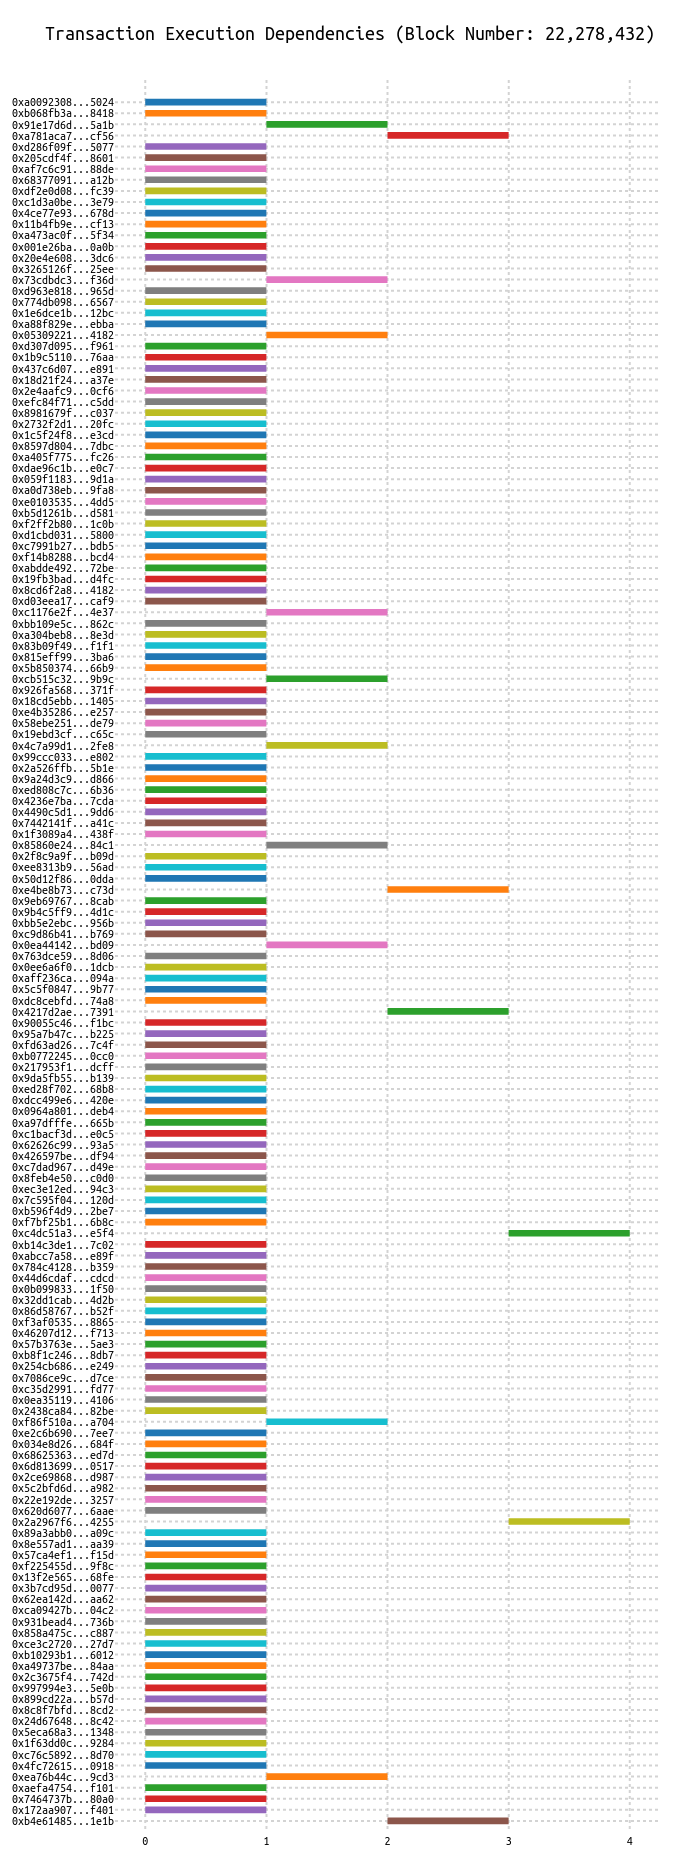 Transaction Execution Dependencies (Block Number: 22,278,432)
0xa0092308...5024
0xb068fb3a...8418
0x91e17d6d...5a1b
0xa781aca7...cf56
0xd286f09f...5077
0x205cdf4f...8601
0xaf7c6c91...88de
0x68377091...a12b
0xdf2e0d08...fc39
0xc1d3a0be...3e79
0x4ce77e93...678d
0x11b4fb9e...cf13
0xa473ac0f...5f34
0x001e26ba...0a0b
0x20e4e608...3dc6
0x3265126f...25ee
0x73cdbdc3...f36d
0xd963e818...965d
0x774db098...6567
0x1e6dce1b...12bc
0xa88f829e...ebba
0x05309221...4182
0xd307d095...f961
0x1b9c5110...76aa
0x437c6d07...e891
0x18d21f24...a37e
0x2e4aafc9...0cf6
0xefc84f71...c5dd
0x8981679f...c037
0x2732f2d1...20fc
0x1c5f24f8...e3cd
0x8597d804...7dbc
0xa405f775...fc26
0xdae96c1b...e0c7
0x059f1183...9d1a
0xa0d738eb...9fa8
0xe0103535...4dd5
0xb5d1261b...d581
0xf2ff2b80...1c0b
0xd1cbd031...5800
0xc7991b27...bdb5
0xf14b8288...bcd4
0xabdde492...72be
0x19fb3bad...d4fc
0x8cd6f2a8...4182
0xd03eea17...caf9
0xc1176e2f...4e37
0xbb109e5c...862c
0xa304beb8...8e3d
0x83b09f49...f1f1
0x815eff99...3ba6
0x5b850374...66b9
0xcb515c32...9b9c
0x926fa568...371f
0x18cd5ebb...1405
0xe4b35286...e257
0x58ebe251...de79
0x19ebd3cf...c65c
0x4c7a99d1...2fe8
0x99ccc033...e802
0x2a526ffb...5b1e
0x9a24d3c9...d866
0xed808c7c...6b36
0x4236e7ba...7cda
0x4490c5d1...9dd6
0x7442141f...a41c
0x1f3089a4...438f
0x85860e24...84c1
0x2f8c9a9f...b09d
0xee8313b9...56ad
0x50d12f86...0dda
0xe4be8b73...c73d
0x9eb69767...8cab
0x9b4c5ff9...4d1c
0xbb5e2ebc...956b
0xc9d86b41...b769
0x0ea44142...bd09
0x763dce59...8d06
0x0ee6a6f0...1dcb
0xaff236ca...094a
0x5c5f0847...9b77
0xdc8cebfd...74a8
0x4217d2ae...7391
0x90055c46...f1bc
0x95a7b47c...b225
0xfd63ad26...7c4f
0xb0772245...0cc0
0x217953f1...dcff
0x9da5fb55...b139
0xed28f702...68b8
0xdcc499e6...420e
0x0964a801...deb4
0xa97dfffe...665b
0xc1bacf3d...e0c5
0x62626c99...93a5
0x426597be...df94
0xc7dad967...d49e
0x8feb4e50...c0d0
0xec3e12ed...94c3
0x7c595f04...120d
0xb596f4d9...2be7
0xf7bf25b1...6b8c
0xc4dc51a3...e5f4
0xb14c3de1...7c02
0xabcc7a58...e89f
0x784c4128...b359
0x44d6cdaf...cdcd
0x0b099833...1f50
0x32dd1cab...4d2b
0x86d58767...b52f
0xf3af0535...8865
0x46207d12...f713
0x57b3763e...5ae3
0xb8f1c246...8db7
0x254cb686...e249
0x7086ce9c...d7ce
0xc35d2991...fd77
0x0ea35119...4106
0x2438ca84...82be
0xf86f510a...a704
0xe2c6b690...7ee7
0x034e8d26...684f
0x68625363...ed7d
0x6d813699...0517
0x2ce69868...d987
0x5c2bfd6d...a982
0x22e192de...3257
0x620d6077...6aae
0x2a2967f6...4255
0x89a3abb0...a09c
0x8e557ad1...aa39
0x57ca4ef1...f15d
0xf225455d...9f8c
0x13f2e565...68fe
0x3b7cd95d...0077
0x62ea142d...aa62
0xca09427b...04c2
0x931bead4...736b
0x858a475c...c887
0xce3c2720...27d7
0xb10293b1...6012
0xa49737be...84aa
0x2c3675f4...742d
0x997994e3...5e0b
0x899cd22a...b57d
0x8c8f7bfd...8cd2
0x24d67648...8c42
0x5eca68a3...1348
0x1f63dd0c...9284
0xc76c5892...8d70
0x4fc72615...0918
0xea76b44c...9cd3
0xaefa4754...f101
0x7464737b...80a0
0x172aa907...f401
0xb4e61485...1e1b
0 1 2 3 4